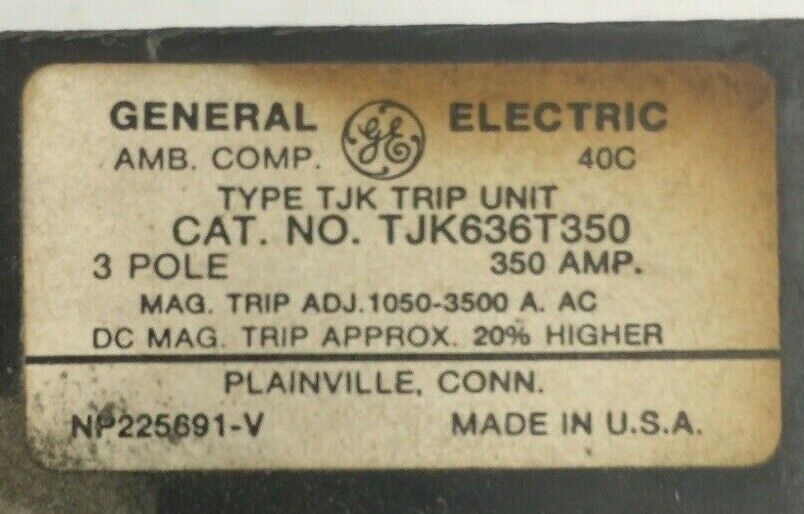 GENERAL GE ELECTRIC
AMB. COMP. 40C
TYPE TJK TRIP UNIT
CAT. NO. TJK636T350
3 POLE 350 AMP.
MAG. TRIP ADJ.1050-3500 A. AC
DC MAG. TRIP APPROX. 20% HIGHER
PLAINVILLE, CONN.
NP225691-V MADE IN U.S.A.